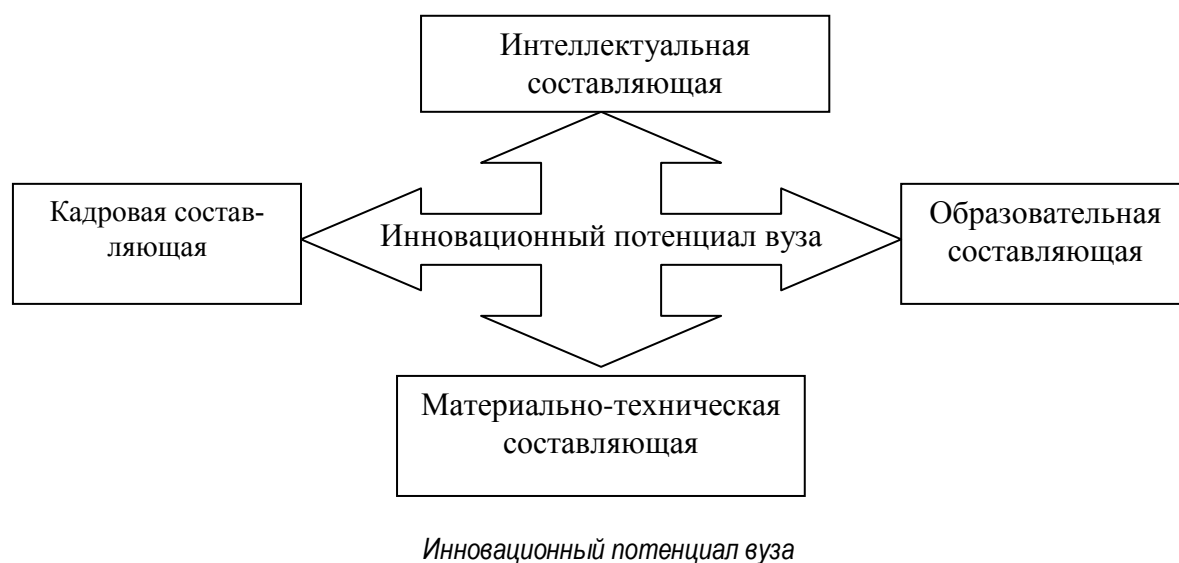 Интеллектуальная
составляющая
Кадровая состав-
ляющая
Инновационный потенциал вуза
Образовательная
составляющая
Материально-техническая
составляющая
Инновационный потенциал вуза